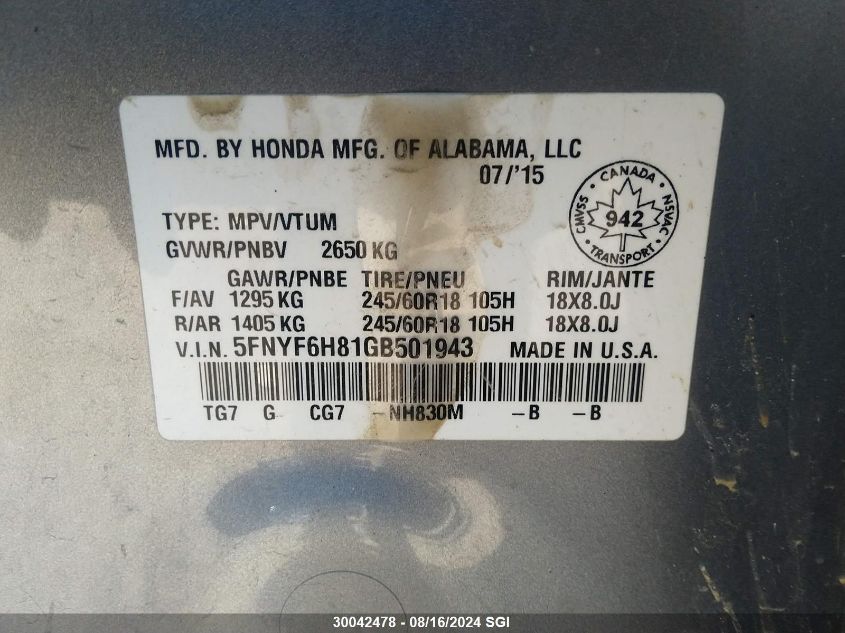 MFD. BY HONDA MFG. OF ALABAMA, LLC
07/'15
CANADA
CMVSS
942
NSVAC
TRANSPORT
TYPE: MPV/VTUM
GVWR/PNBV 2650 KG
GAWR/PNBE TIRE/PNEU RIM/JANTE
F/AV 1295 KG 245/60R18 105H 18X8.0J
R/AR 1405 KG 245/60R18 105H 18X8.0J
V.I.N. 5FNYF6H81GB501943 MADE IN U.S.A.
TG7 G CG7 –NH830M –B –B
30042478 - 08/16/2024 SGI